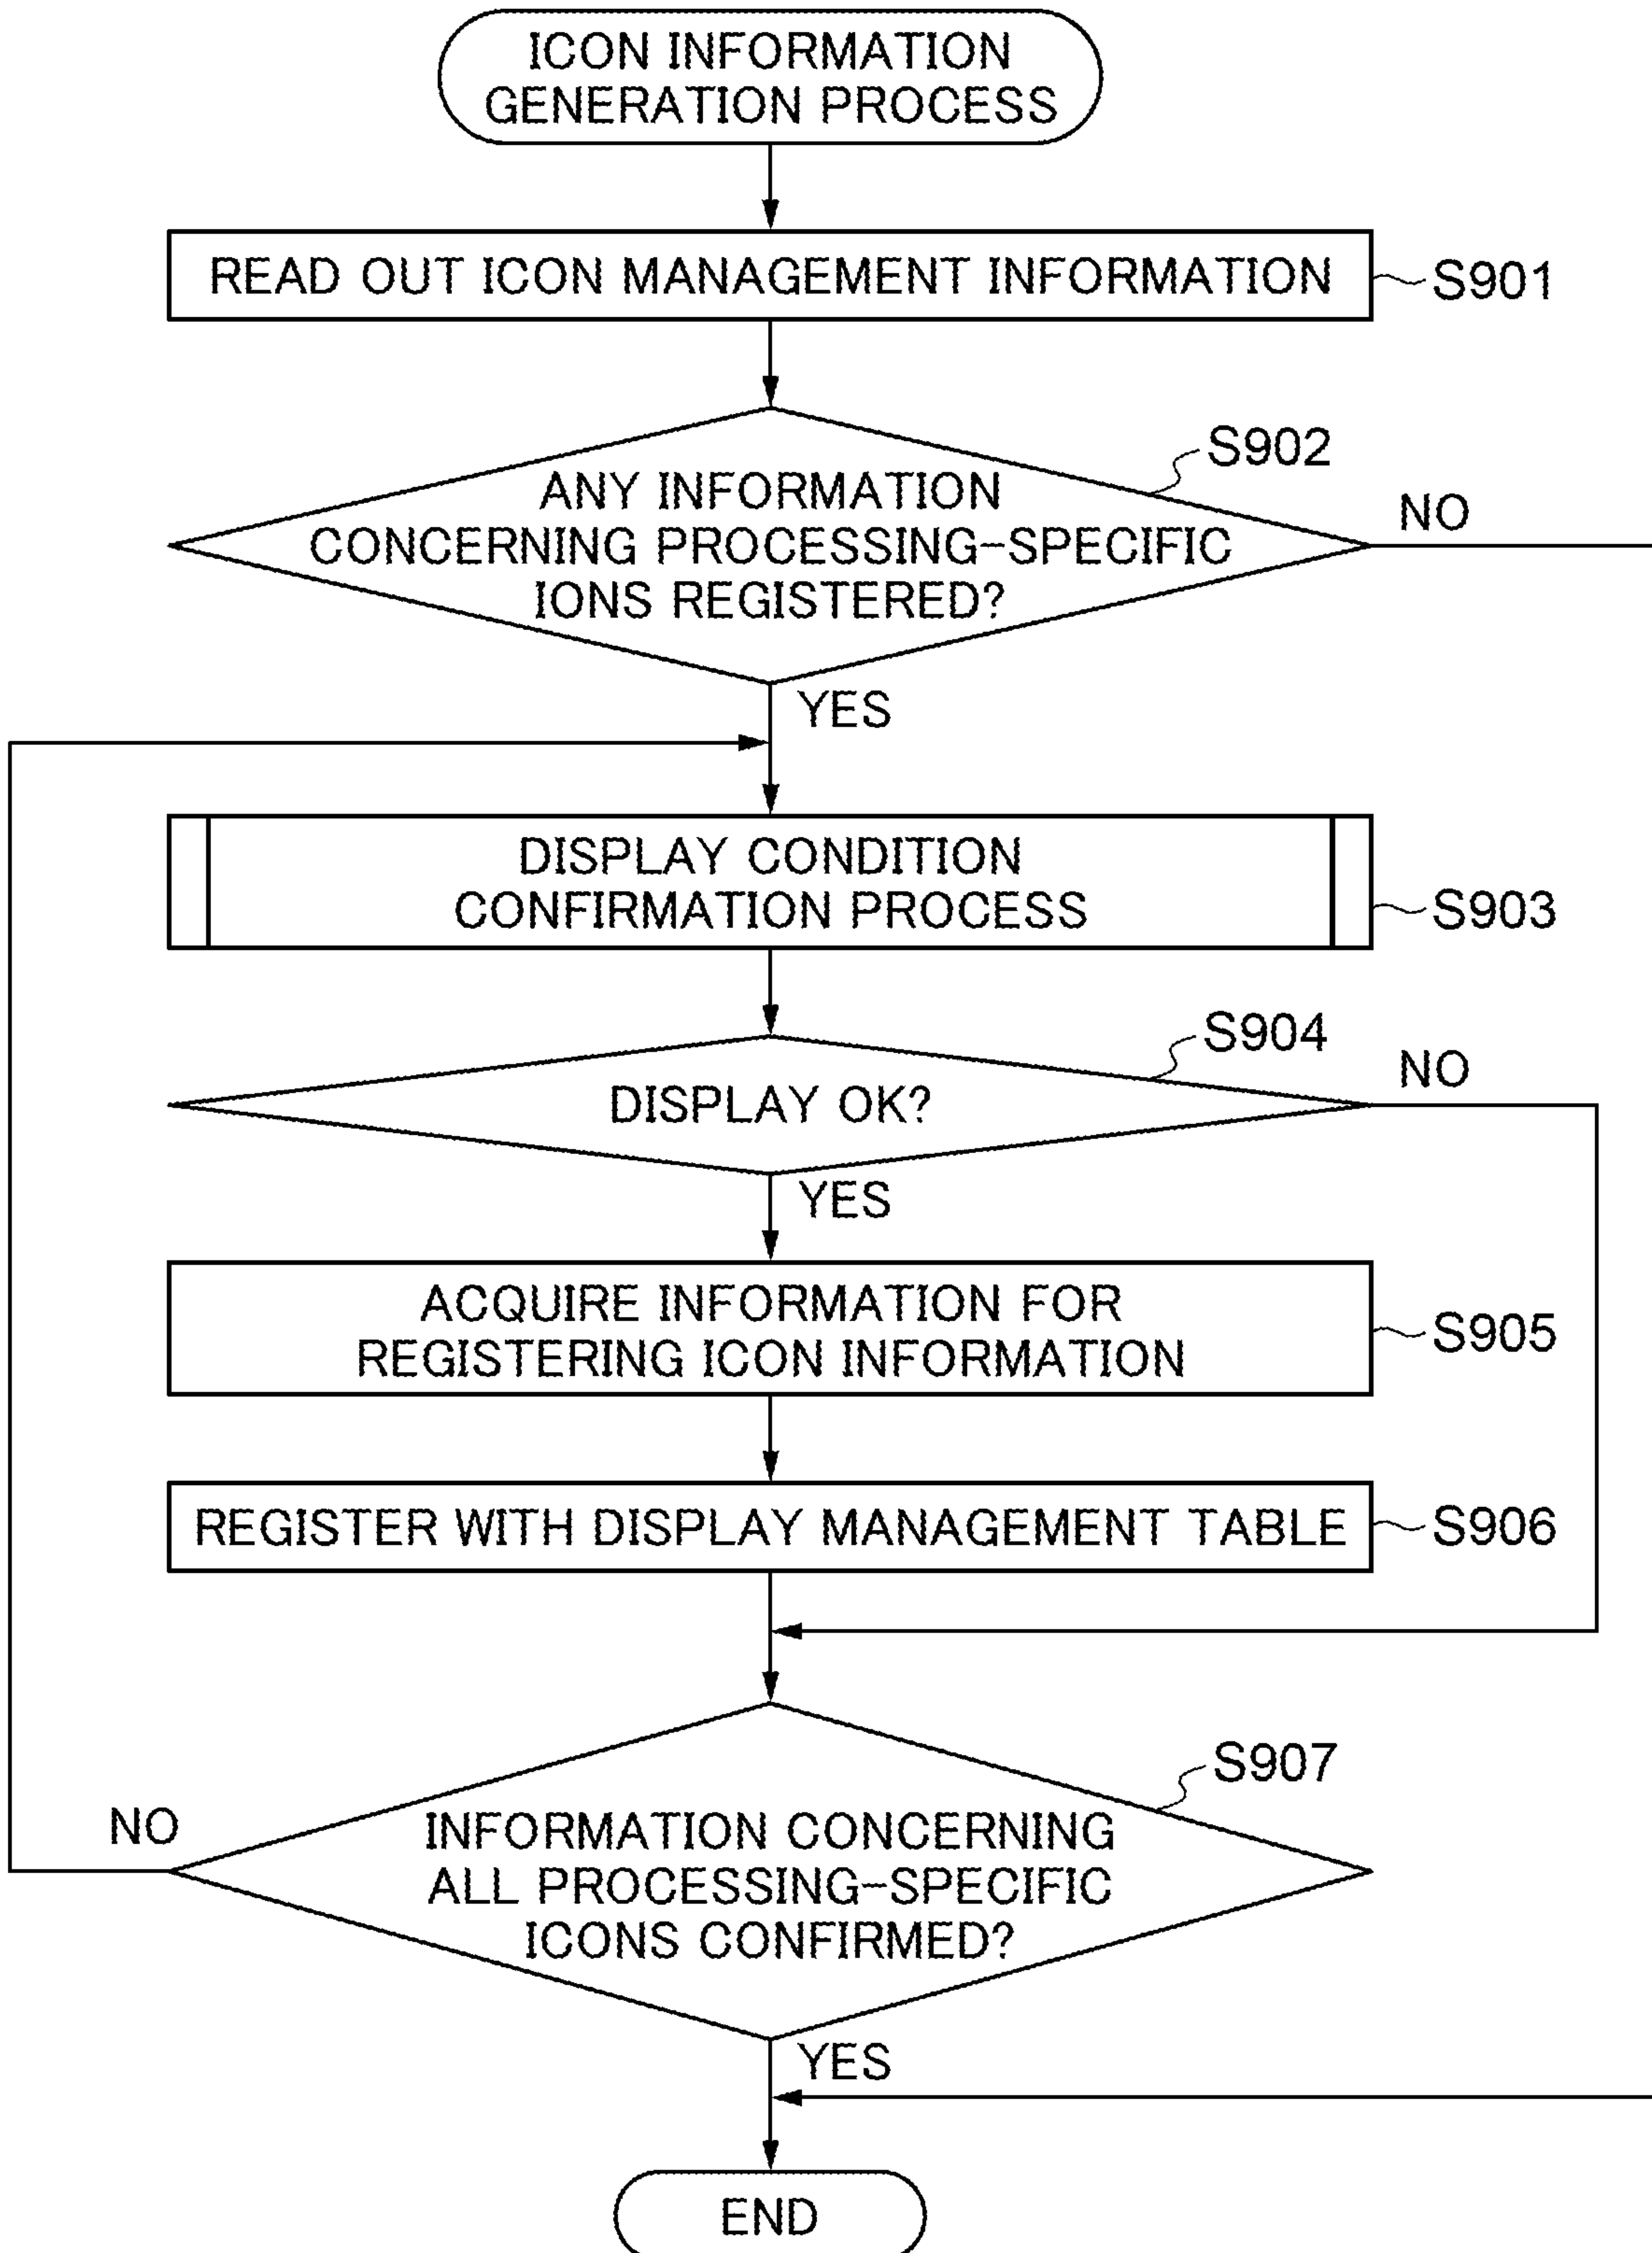 ICON INFORMATION
GENERATION PROCESS
READ OUT ICON MANAGEMENT INFORMATION
S901
S902
ANY INFORMATION
CONCERNING PROCESSING-SPECIFIC
IONS REGISTERED?
NO
YES
DISPLAY CONDITION
CONFIRMATION PROCESS
S903
S904
DISPLAY OK?
NO
YES
ACQUIRE INFORMATION FOR
REGISTERING ICON INFORMATION
S905
REGISTER WITH DISPLAY MANAGEMENT TABLE
S906
S907
INFORMATION CONCERNING
ALL PROCESSING-SPECIFIC
ICONS CONFIRMED?
NO
YES
END